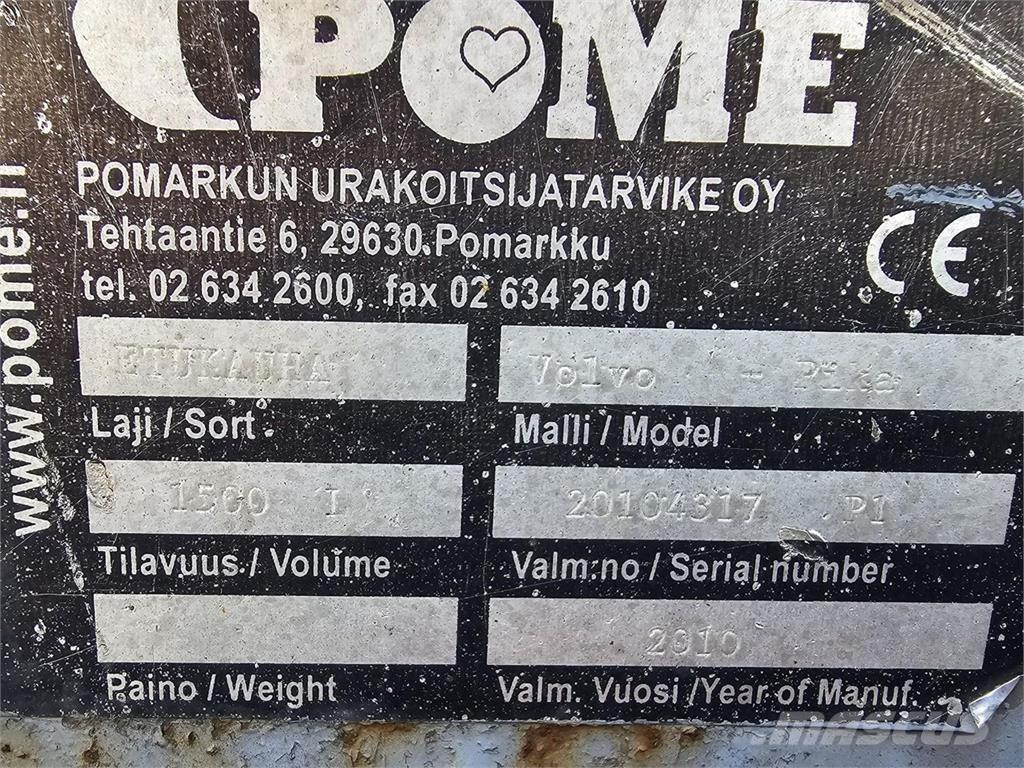 POME
POMARKUN URAKOITSIJATARVIKE OY
Tehtaantie 6, 29630 Pomarkku
tel. 02 634 2600, fax 02 634 2610
CE
www.pome.fi
ETUKAUHA
Laji / Sort
Volvo - Pika
Malli / Model
1500 L
Tilavuus / Volume
20104317 P1
Valm.no / Serial number
Paino / Weight
2010
Valm. Vuosi /Year of Manuf.
MASCUS